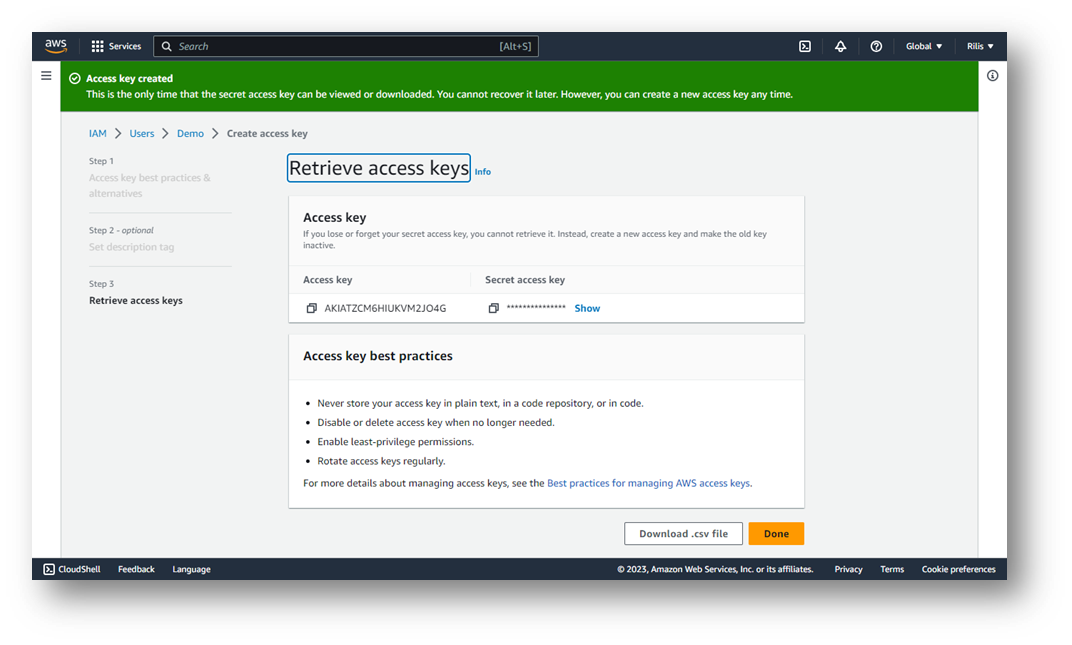 aws Services Search [Alt+S] Global Rilis
Access key created
This is the only time that the secret access key can be viewed or downloaded. You cannot recover it later. However, you can create a new access key any time.
IAM > Users > Demo > Create access key
Step 1
Access key best practices &
alternatives
Step 2 - optional
Set description tag
Step 3
Retrieve access keys
Retrieve access keys Info
Access key
If you lose or forget your secret access key, you cannot retrieve it. Instead, create a new access key and make the old key
inactive.
Access key Secret access key
AKIATZCM6HIUKVM2JO4G *************** Show
Access key best practices
• Never store your access key in plain text, in a code repository, or in code.
• Disable or delete access key when no longer needed.
• Enable least-privilege permissions.
• Rotate access keys regularly.
For more details about managing access keys, see the Best practices for managing AWS access keys.
Download .csv file Done
CloudShell Feedback Language © 2023, Amazon Web Services, Inc. or its affiliates. Privacy Terms Cookie preferences